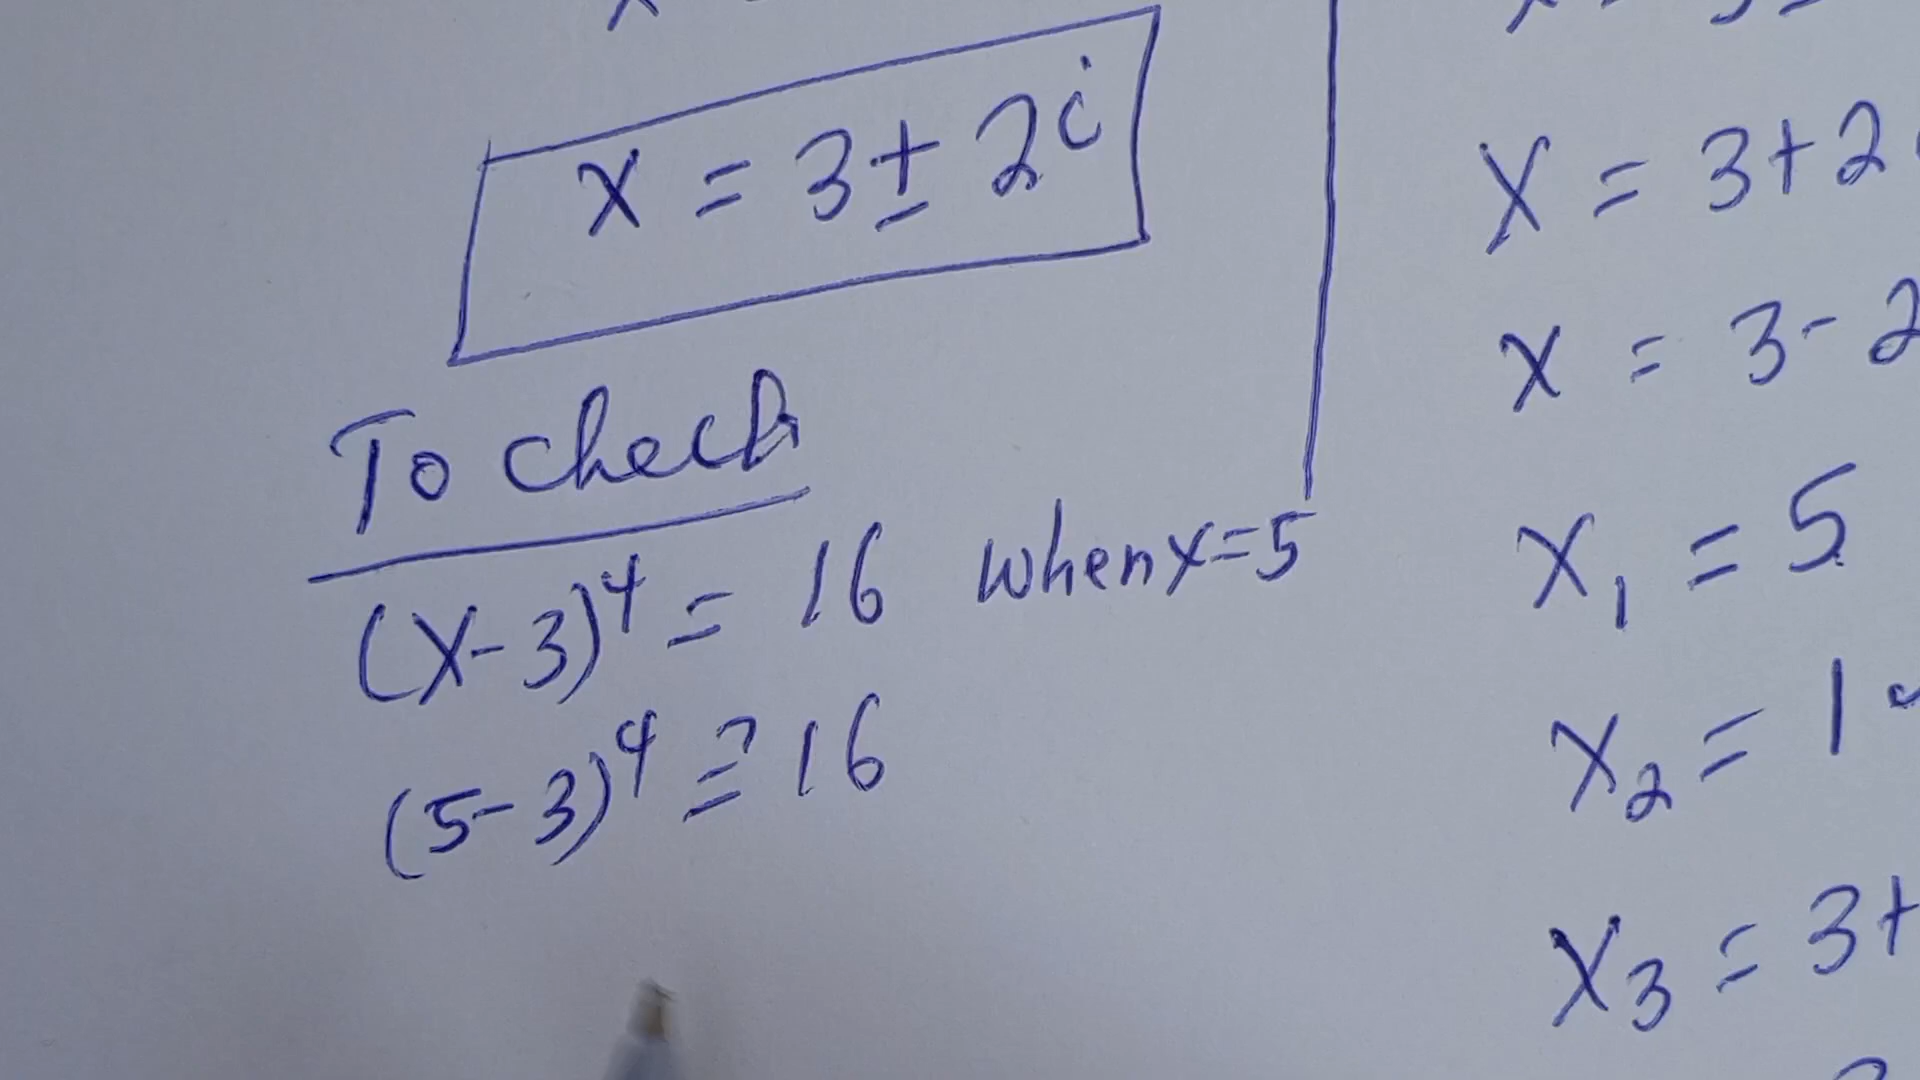 x = 3 ± 2i
To check
(x-3)⁴ = 16 when x=5
(5-3)⁴ =? 16
x = 3+2
x = 3-2
x₁ = 5
x₂ = 1
x₃ = 3+